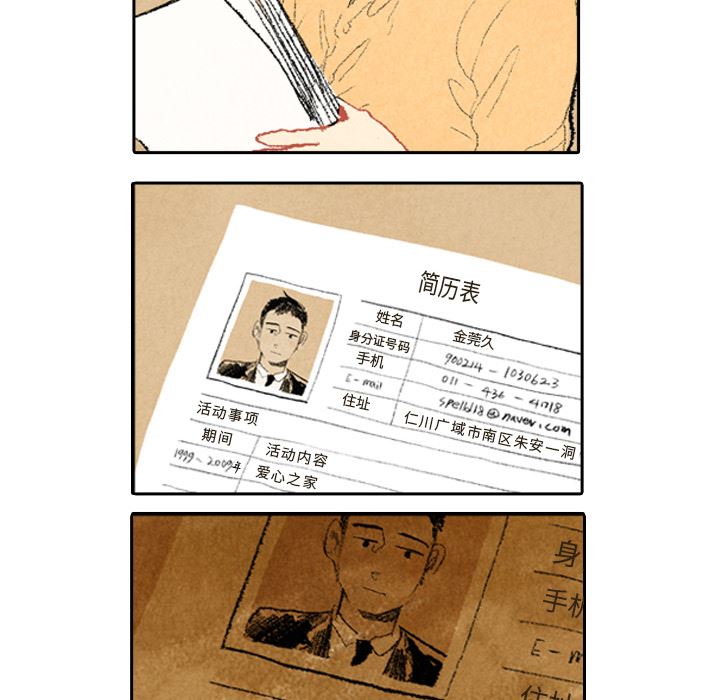 简历表
姓名 金莞久
身分证号码 900214-1030623
手机 011-436-4718
E-mail spelld18@naver.com
住址 仁川广域市南区朱安一洞
活动事项
期间 活动内容
1999~2009年 爱心之家
身
手机
E-m
住址